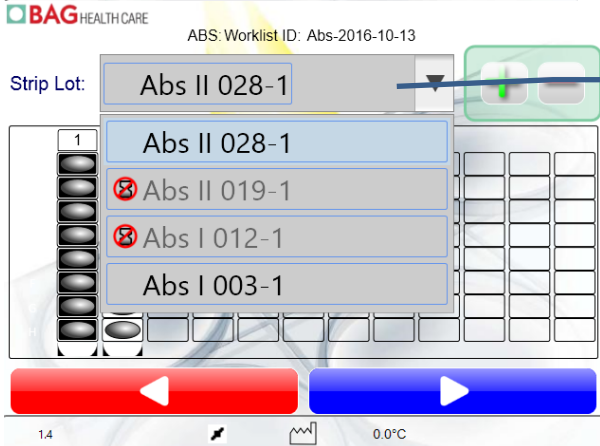 BAG HEALTH CARE
ABS: Worklist ID: Abs-2016-10-13
Strip Lot: Abs II 028-1
1
Abs II 028-1
Abs II 019-1
Abs I 012-1
Abs I 003-1
H
1.4 0.0°C